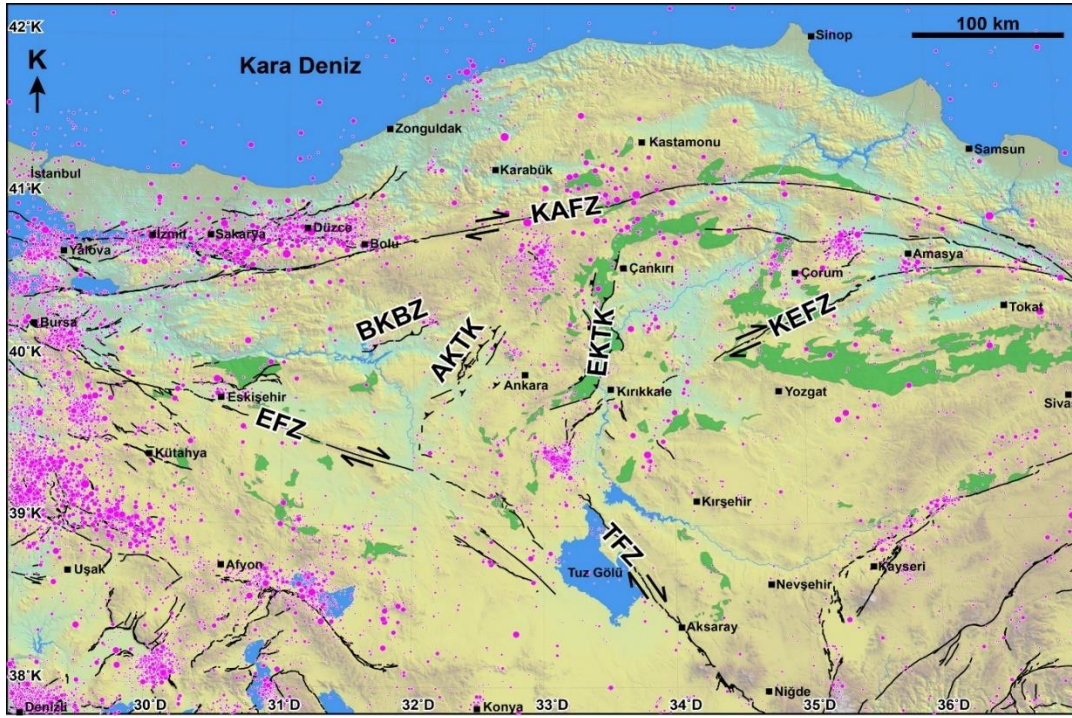 42°K
100 km
Sinop
K
Kara Deniz
Zonguldak
Kastamonu
Samsun
Karabük
İstanbul
41°K
KAFZ
Düzce
İzmit
Sakarya
Bolu
Yalova
Amasya
Çankırı
Çorum
Tokat
Bursa
BKBZ
AKTK
EKTK
KEFZ
40°K
Ankara
Kırıkkale
Yozgat
Sivas
Eskişehir
EFZ
Kütahya
39°K
Kırşehir
TFZ
Uşak
Afyon
Tuz Gölü
Kayseri
Nevşehir
Aksaray
38°K
Niğde
Denizli
30°D
31°D
32°D
Konya
33°D
34°D
35°D
36°D